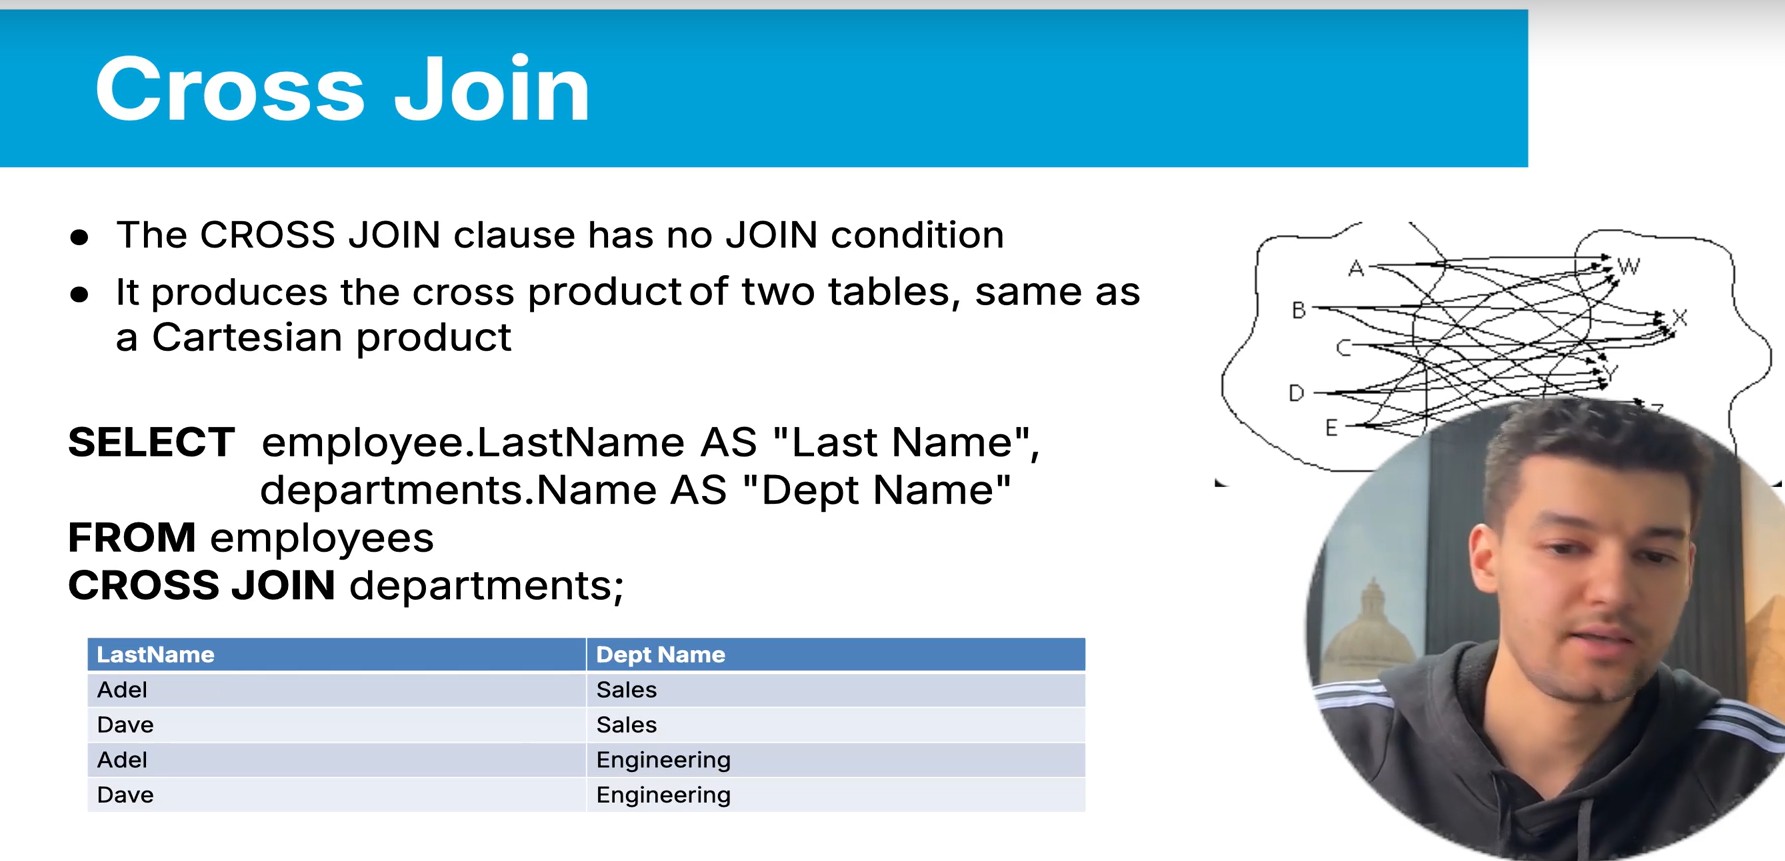 Cross Join
● The CROSS JOIN clause has no JOIN condition
● It produces the cross product of two tables, same as
a Cartesian product
SELECT employee.LastName AS "Last Name",
departments.Name AS "Dept Name"
FROM employees
CROSS JOIN departments;
LastName Dept Name
Adel Sales
Dave Sales
Adel Engineering
Dave Engineering
A W
B X
C
Y
D
E